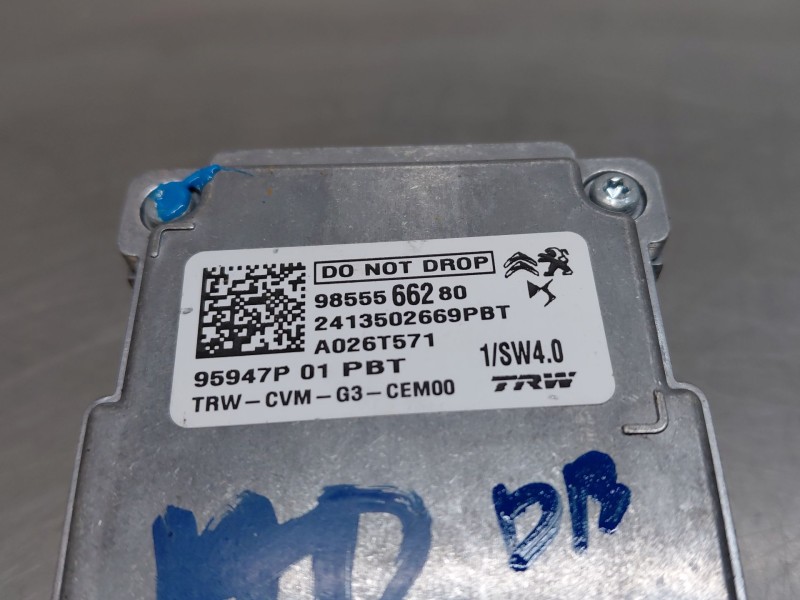 DO NOT DROP
98555 662 80
2413502669PBT
A026T571
1/SW4.0
95947P 01 PBT
TRW-CVM-G3-CEM00
TRW
DB